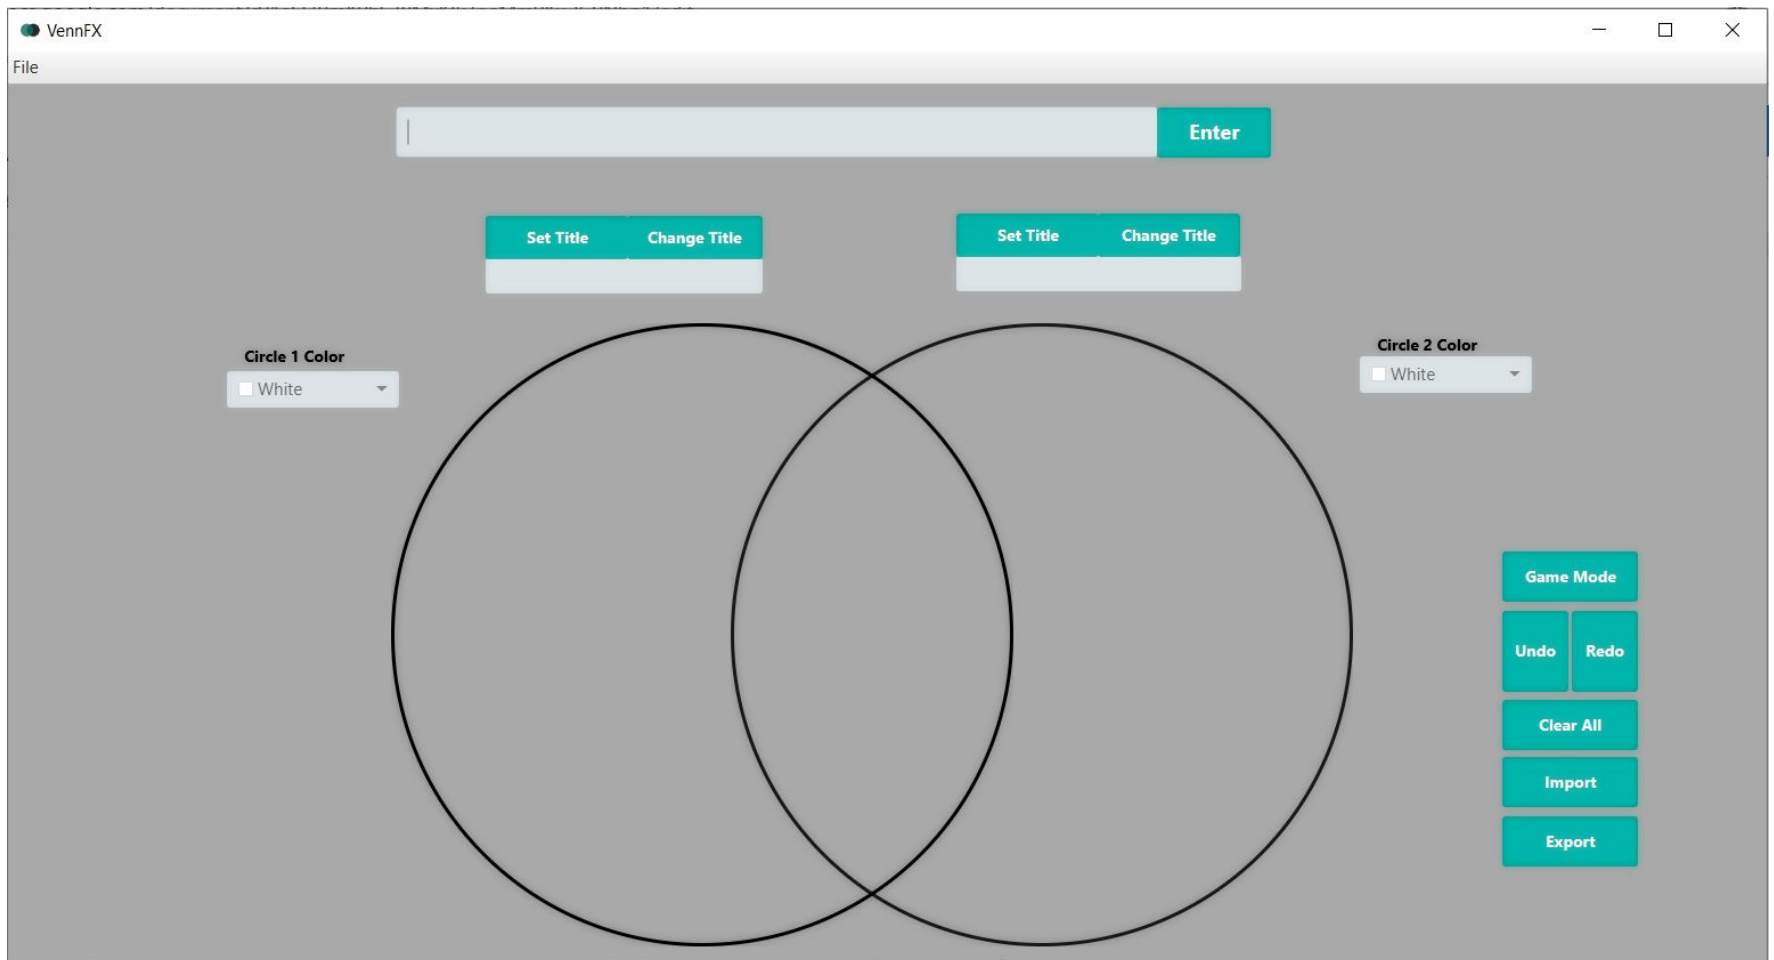 VennFX
File
Enter
Set Title Change Title
Set Title Change Title
Circle 1 Color
White
Circle 2 Color
White
Game Mode
Undo Redo
Clear All
Import
Export